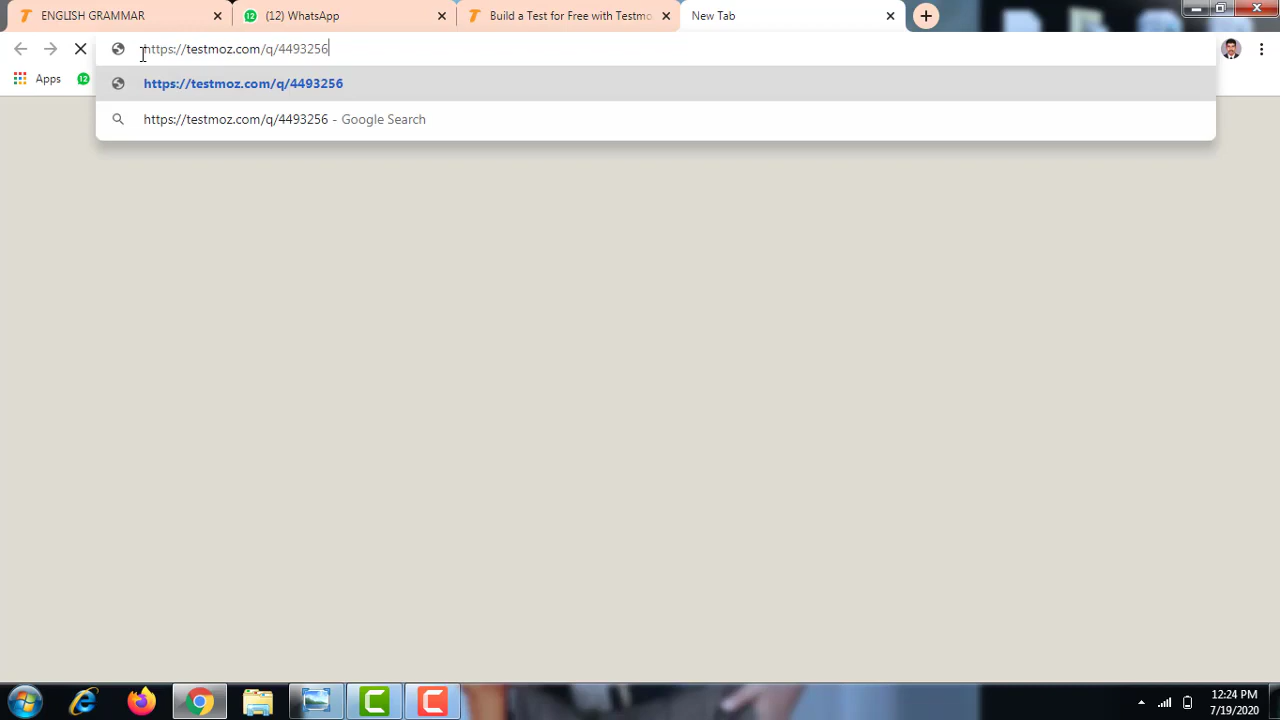 ENGLISH GRAMMAR
(12) WhatsApp
Build a Test for Free with Testmo
New Tab
https://testmoz.com/q/4493256
Apps
12
https://testmoz.com/q/4493256
https://testmoz.com/q/4493256 - Google Search
12:24 PM
7/19/2020